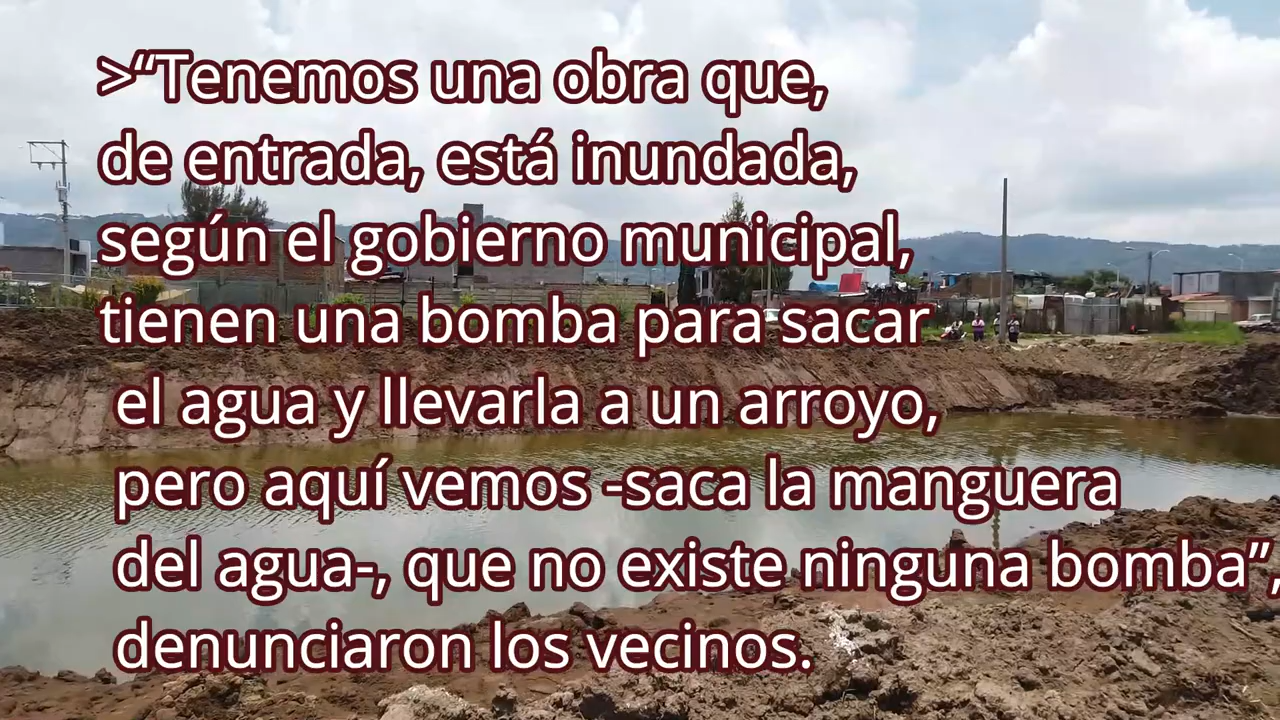 >“Tenemos una obra que,
de entrada, está inundada,
según el gobierno municipal,
tienen una bomba para sacar
el agua y llevarla a un arroyo,
pero aquí vemos -saca la manguera
del agua-, que no existe ninguna bomba”,
denunciaron los vecinos.